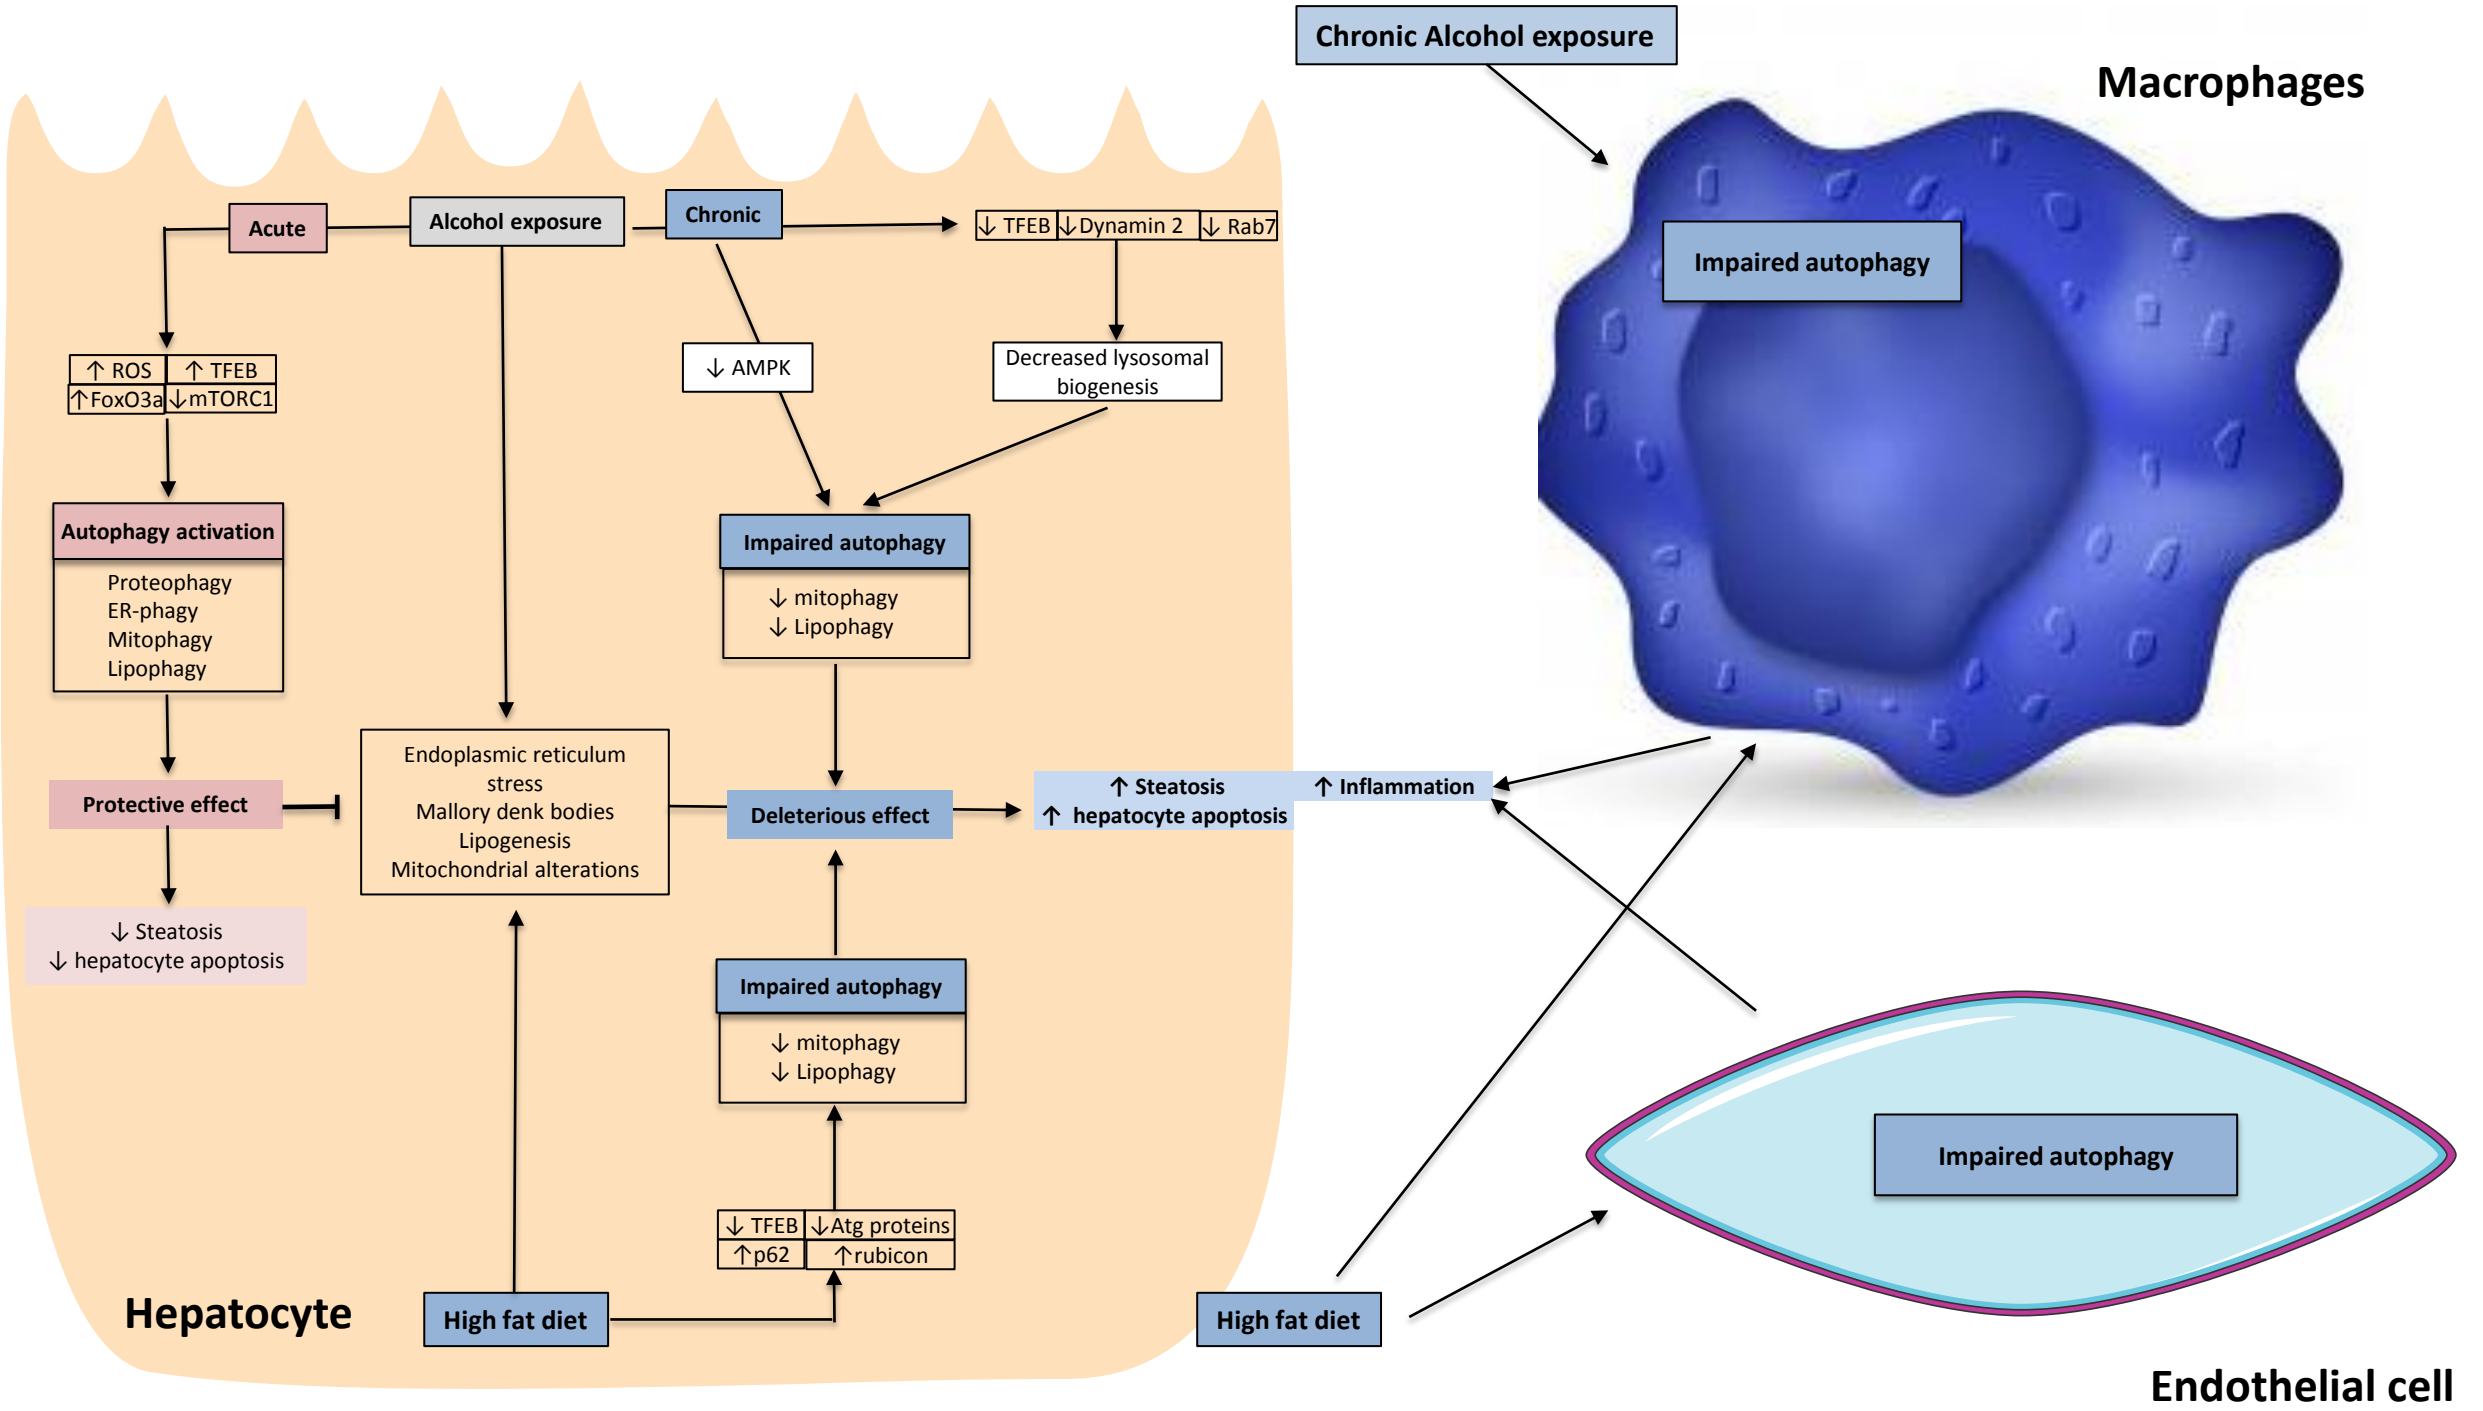 Chronic Alcohol exposure
Macrophages
Acute
Alcohol exposure
Chronic
↓ TFEB ↓Dynamin 2 ↓ Rab7
Impaired autophagy
↑ ROS ↑ TFEB
↑FoxO3a ↓mTORC1
↓ AMPK
Decreased lysosomal
biogenesis
Autophagy activation
Proteophagy
ER-phagy
Mitophagy
Lipophagy
Impaired autophagy
↓ mitophagy
↓ Lipophagy
Protective effect
Endoplasmic reticulum
stress
Mallory denk bodies
Lipogenesis
Mitochondrial alterations
Deleterious effect
↑ Steatosis ↑ Inflammation
↑ hepatocyte apoptosis
↓ Steatosis
↓ hepatocyte apoptosis
Impaired autophagy
↓ mitophagy
↓ Lipophagy
Impaired autophagy
↓ TFEB ↓Atg proteins
↑p62 ↑rubicon
Hepatocyte
High fat diet
High fat diet
Endothelial cell